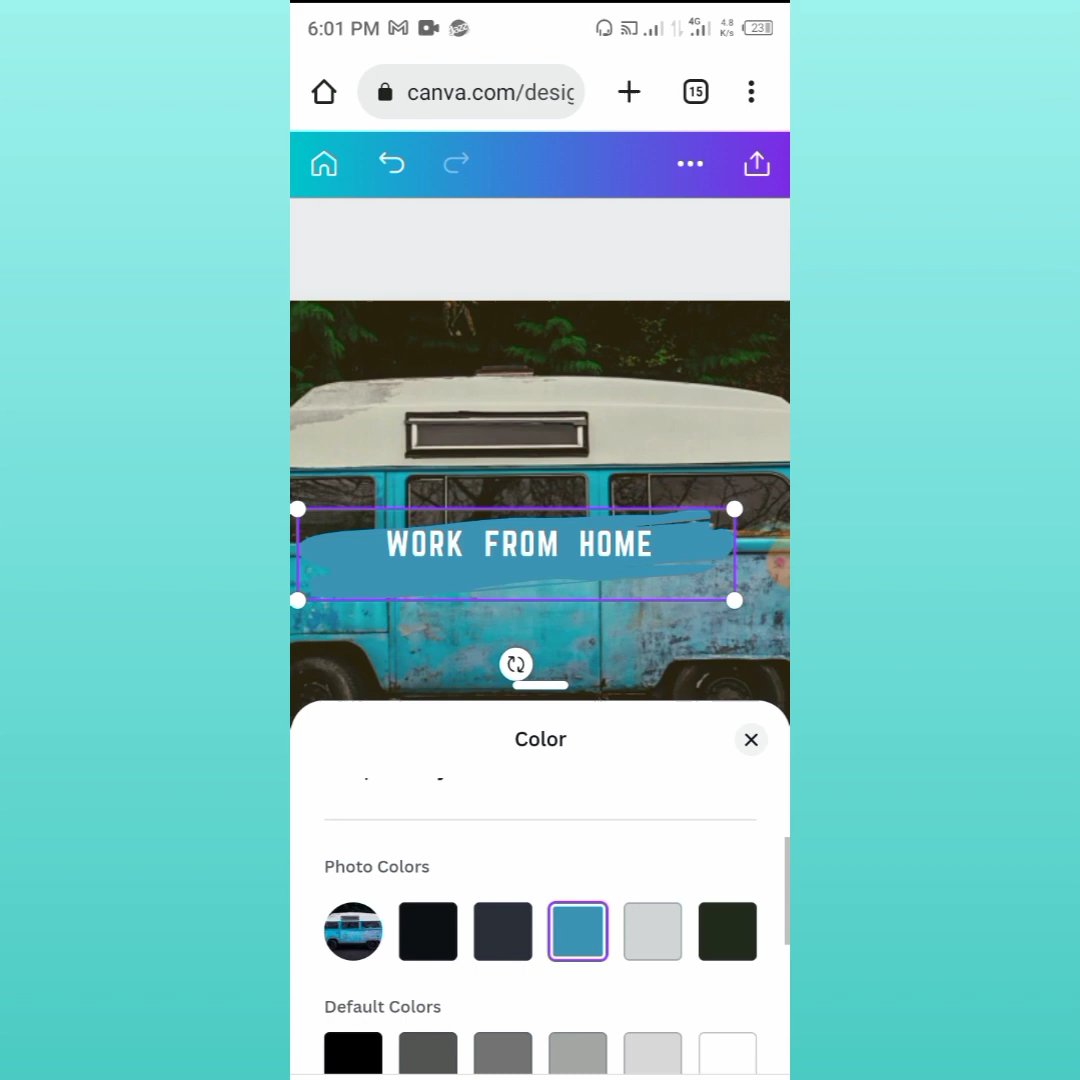 6:01 PM 4G 4.8 K/s 23
canva.com/desig 15
WORK FROM HOME
Color
Photo Colors
Default Colors